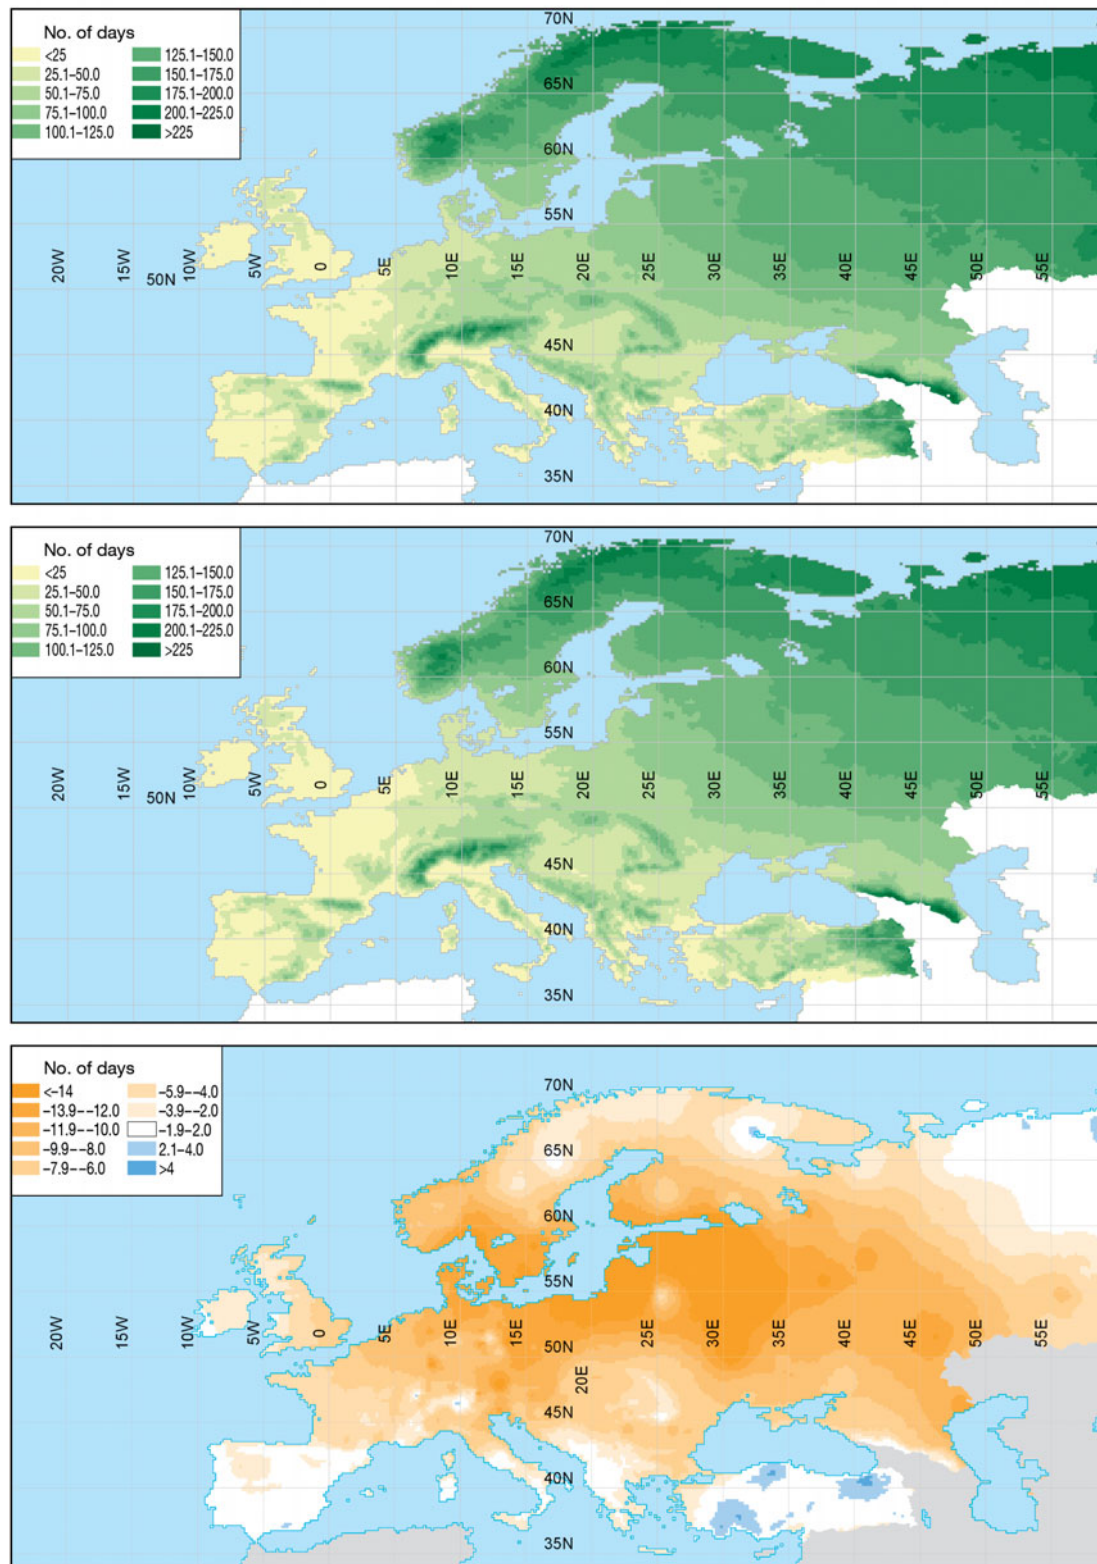 No. of days
<25 125.1–150.0
25.1–50.0 150.1–175.0
50.1–75.0 175.1–200.0
75.1–100.0 200.1–225.0
100.1–125.0 >225
70N
65N
60N
55N
20W 15W 10W 5W 0 5E 10E 15E 20E 25E 30E 35E 40E 45E 50E 55E
50N
45N
40N
35N
No. of days
<25 125.1–150.0
25.1–50.0 150.1–175.0
50.1–75.0 175.1–200.0
75.1–100.0 200.1–225.0
100.1–125.0 >225
70N
65N
60N
55N
20W 15W 10W 5W 0 5E 10E 15E 20E 25E 30E 35E 40E 45E 50E 55E
50N
45N
40N
35N
No. of days
<–14 –5.9––4.0
–13.9––12.0 –3.9––2.0
–11.9––10.0 –1.9–2.0
–9.9––8.0 2.1–4.0
–7.9––6.0 >4
70N
65N
60N
55N
20W 15W 10W 5W 0 5E 10E 15E 25E 30E 35E 40E 45E 50E 55E
50N
20E
45N
40N
35N